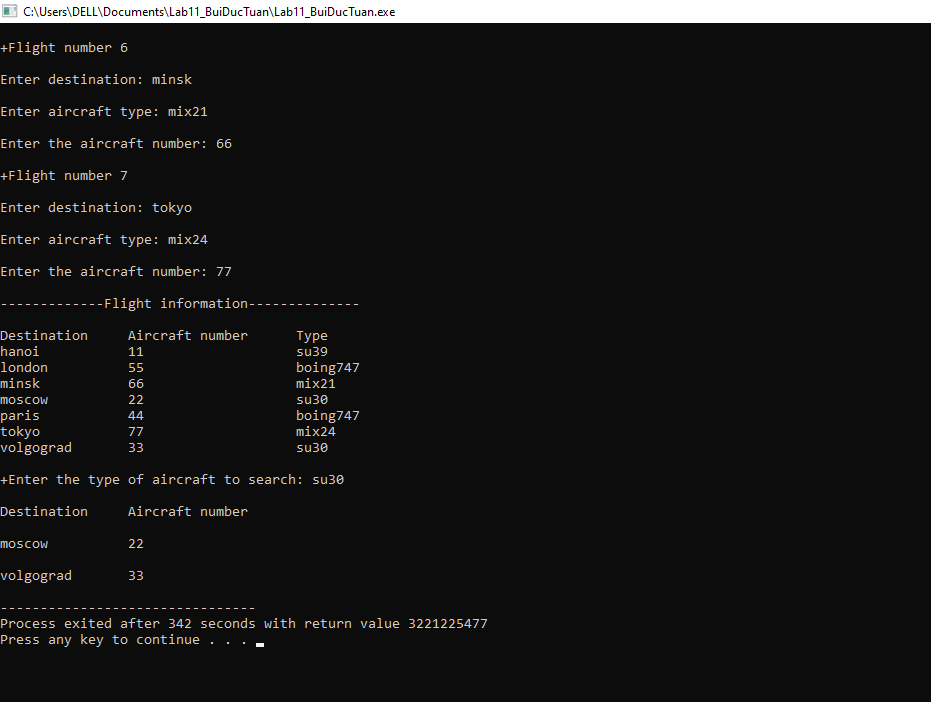 C:\Users\DELL\Documents\Lab11_BuiDucTuan\Lab11_BuiDucTuan.exe
+Flight number 6
Enter destination: minsk
Enter aircraft type: mix21
Enter the aircraft number: 66
+Flight number 7
Enter destination: tokyo
Enter aircraft type: mix24
Enter the aircraft number: 77
-------------Flight information--------------
Destination     Aircraft number      Type
hanoi           11                   su39
london          55                   boing747
minsk           66                   mix21
moscow          22                   su30
paris           44                   boing747
tokyo           77                   mix24
volgograd       33                   su30
+Enter the type of aircraft to search: su30
Destination     Aircraft number
moscow          22
volgograd       33
--------------------------------
Process exited after 342 seconds with return value 3221225477
Press any key to continue . . .